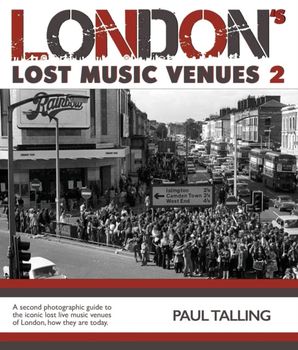 LONDON's
LOST MUSIC VENUES 2
Rainbow
Islington
Camden Town
West End
A second photographic guide to
the iconic lost live music venues
of London, how they are today.
PAUL TALLING